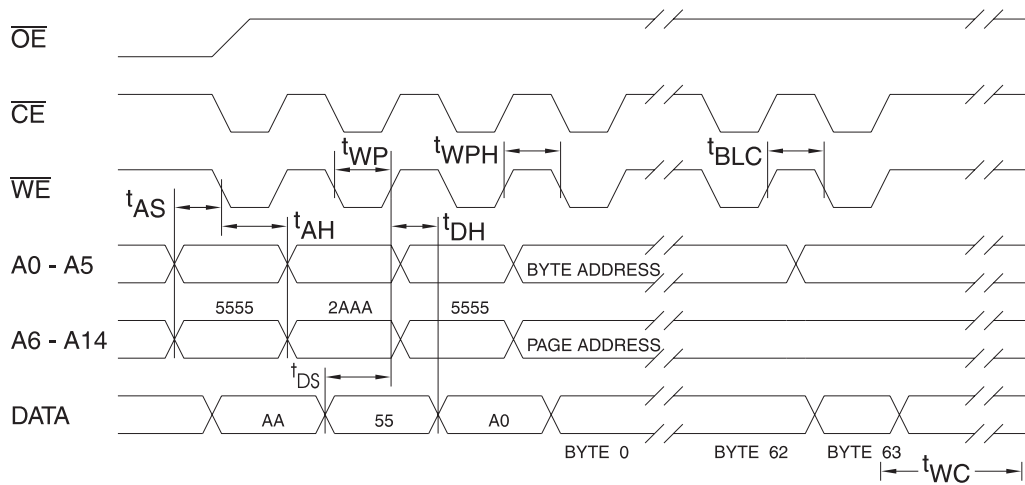 OE
CE
tWP
tWPH
tBLC
WE
tAS
tAH
tDH
A0 - A5
BYTE ADDRESS
5555 2AAA 5555
A6 - A14
PAGE ADDRESS
tDS
DATA
AA 55 A0
BYTE 0 BYTE 62 BYTE 63
tWC